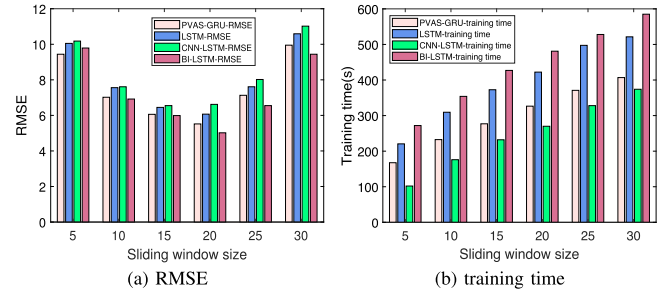 12
10
8
6
4
2
0
RMSE
PVAS-GRU-RMSE
LSTM-RMSE
CNN-LSTM-RMSE
BI-LSTM-RMSE
5 10 15 20 25 30
Sliding window size
(a) RMSE
600
500
400
300
200
100
0
Training time(s)
PVAS-GRU-training time
LSTM-training time
CNN-LSTM-training time
BI-LSTM-training time
5 10 15 20 25 30
Sliding window size
(b) training time